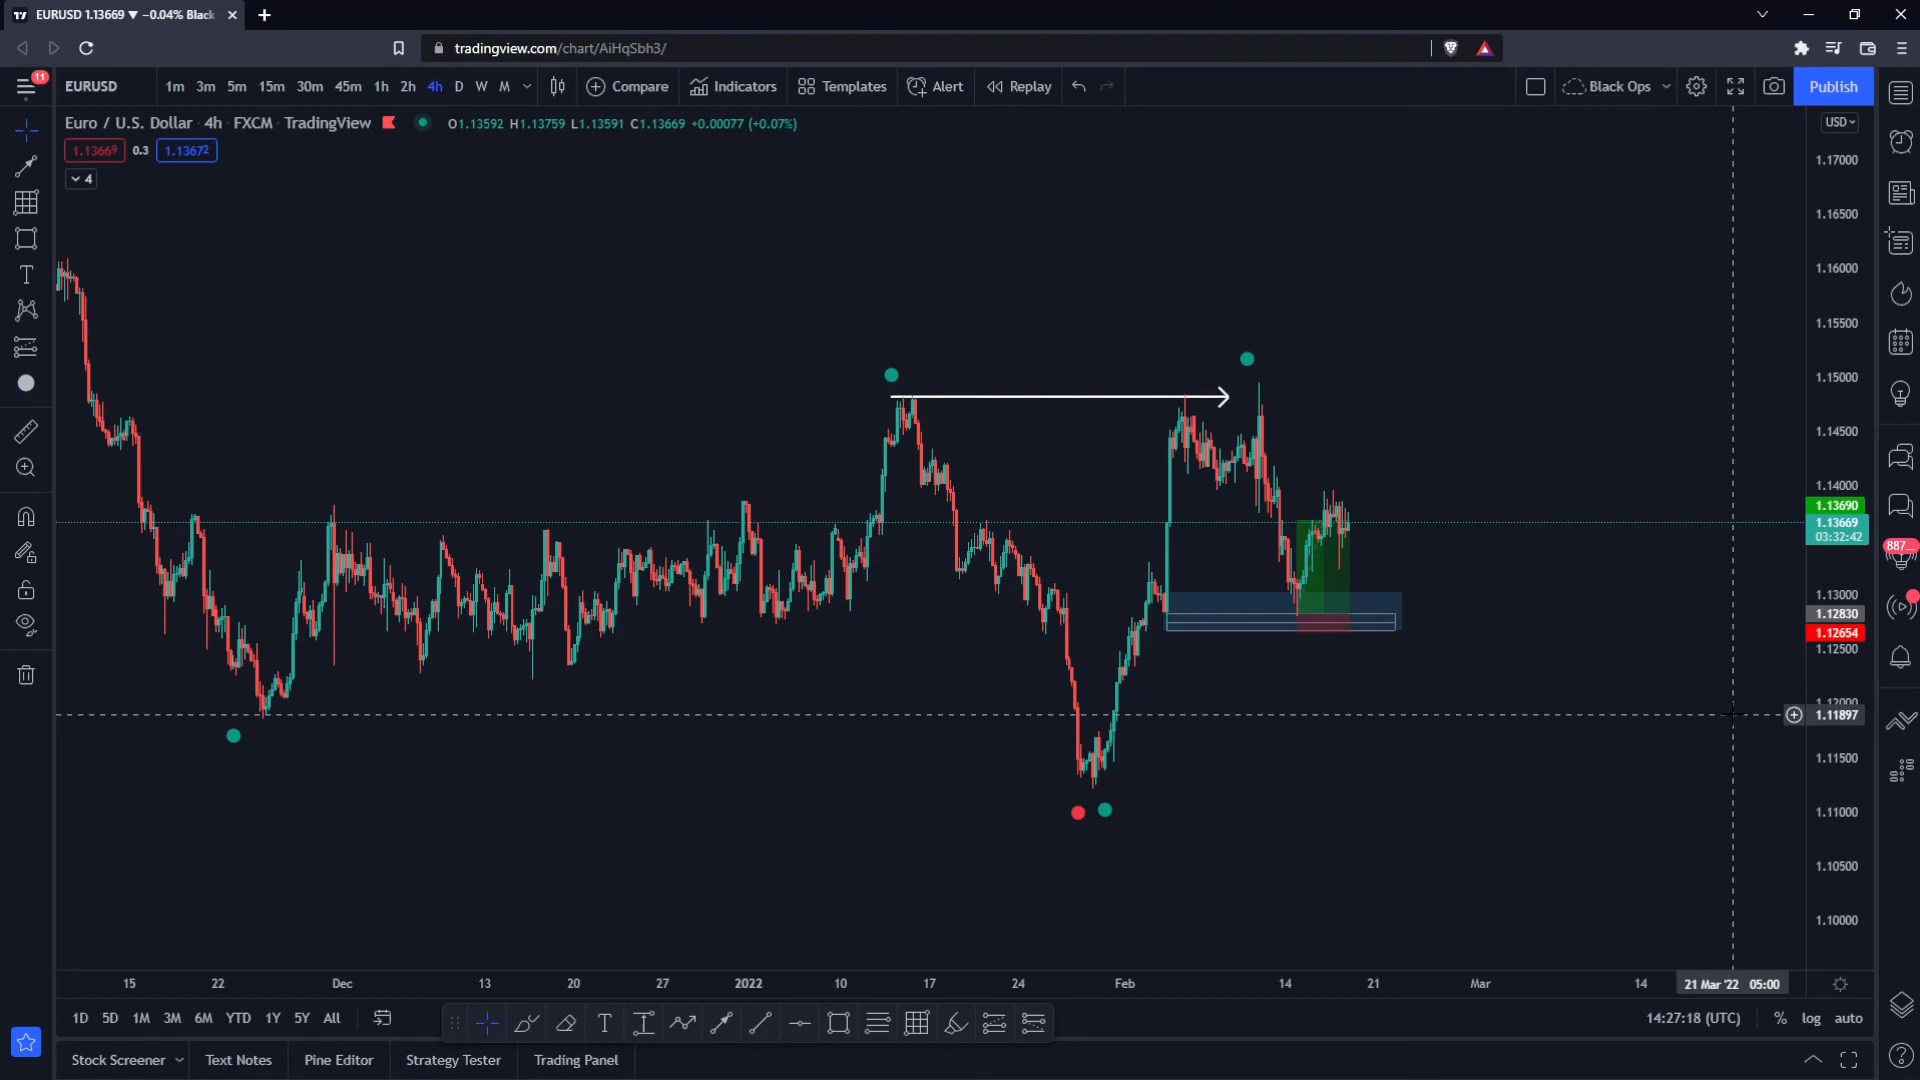 EURUSD 1.13669 ▼ −0.04% Black
tradingview.com/chart/AiHqSbh3/
11
EURUSD 1m 3m 5m 15m 30m 45m 1h 2h 4h D W M Compare Indicators Templates Alert Replay Black Ops Publish
Euro / U.S. Dollar · 4h · FXCM · TradingView O1.13592 H1.13759 L1.13591 C1.13669 +0.00077 (+0.07%)
USD
1.13669 0.3 1.13672
4
1.17000
1.16500
1.16000
1.15500
1.15000
1.14500
1.14000
1.13690
1.13669
03:32:42
887...
1.13000
1.12830
1.12654
1.12500
1.12000
1.11897
1.11500
1.11000
1.10500
1.10000
15 22 Dec 13 20 27 2022 10 17 24 Feb 14 21 Mar 14 21 Mar '22 05:00
1D 5D 1M 3M 6M YTD 1Y 5Y All 14:27:18 (UTC) % log auto
Stock Screener Text Notes Pine Editor Strategy Tester Trading Panel